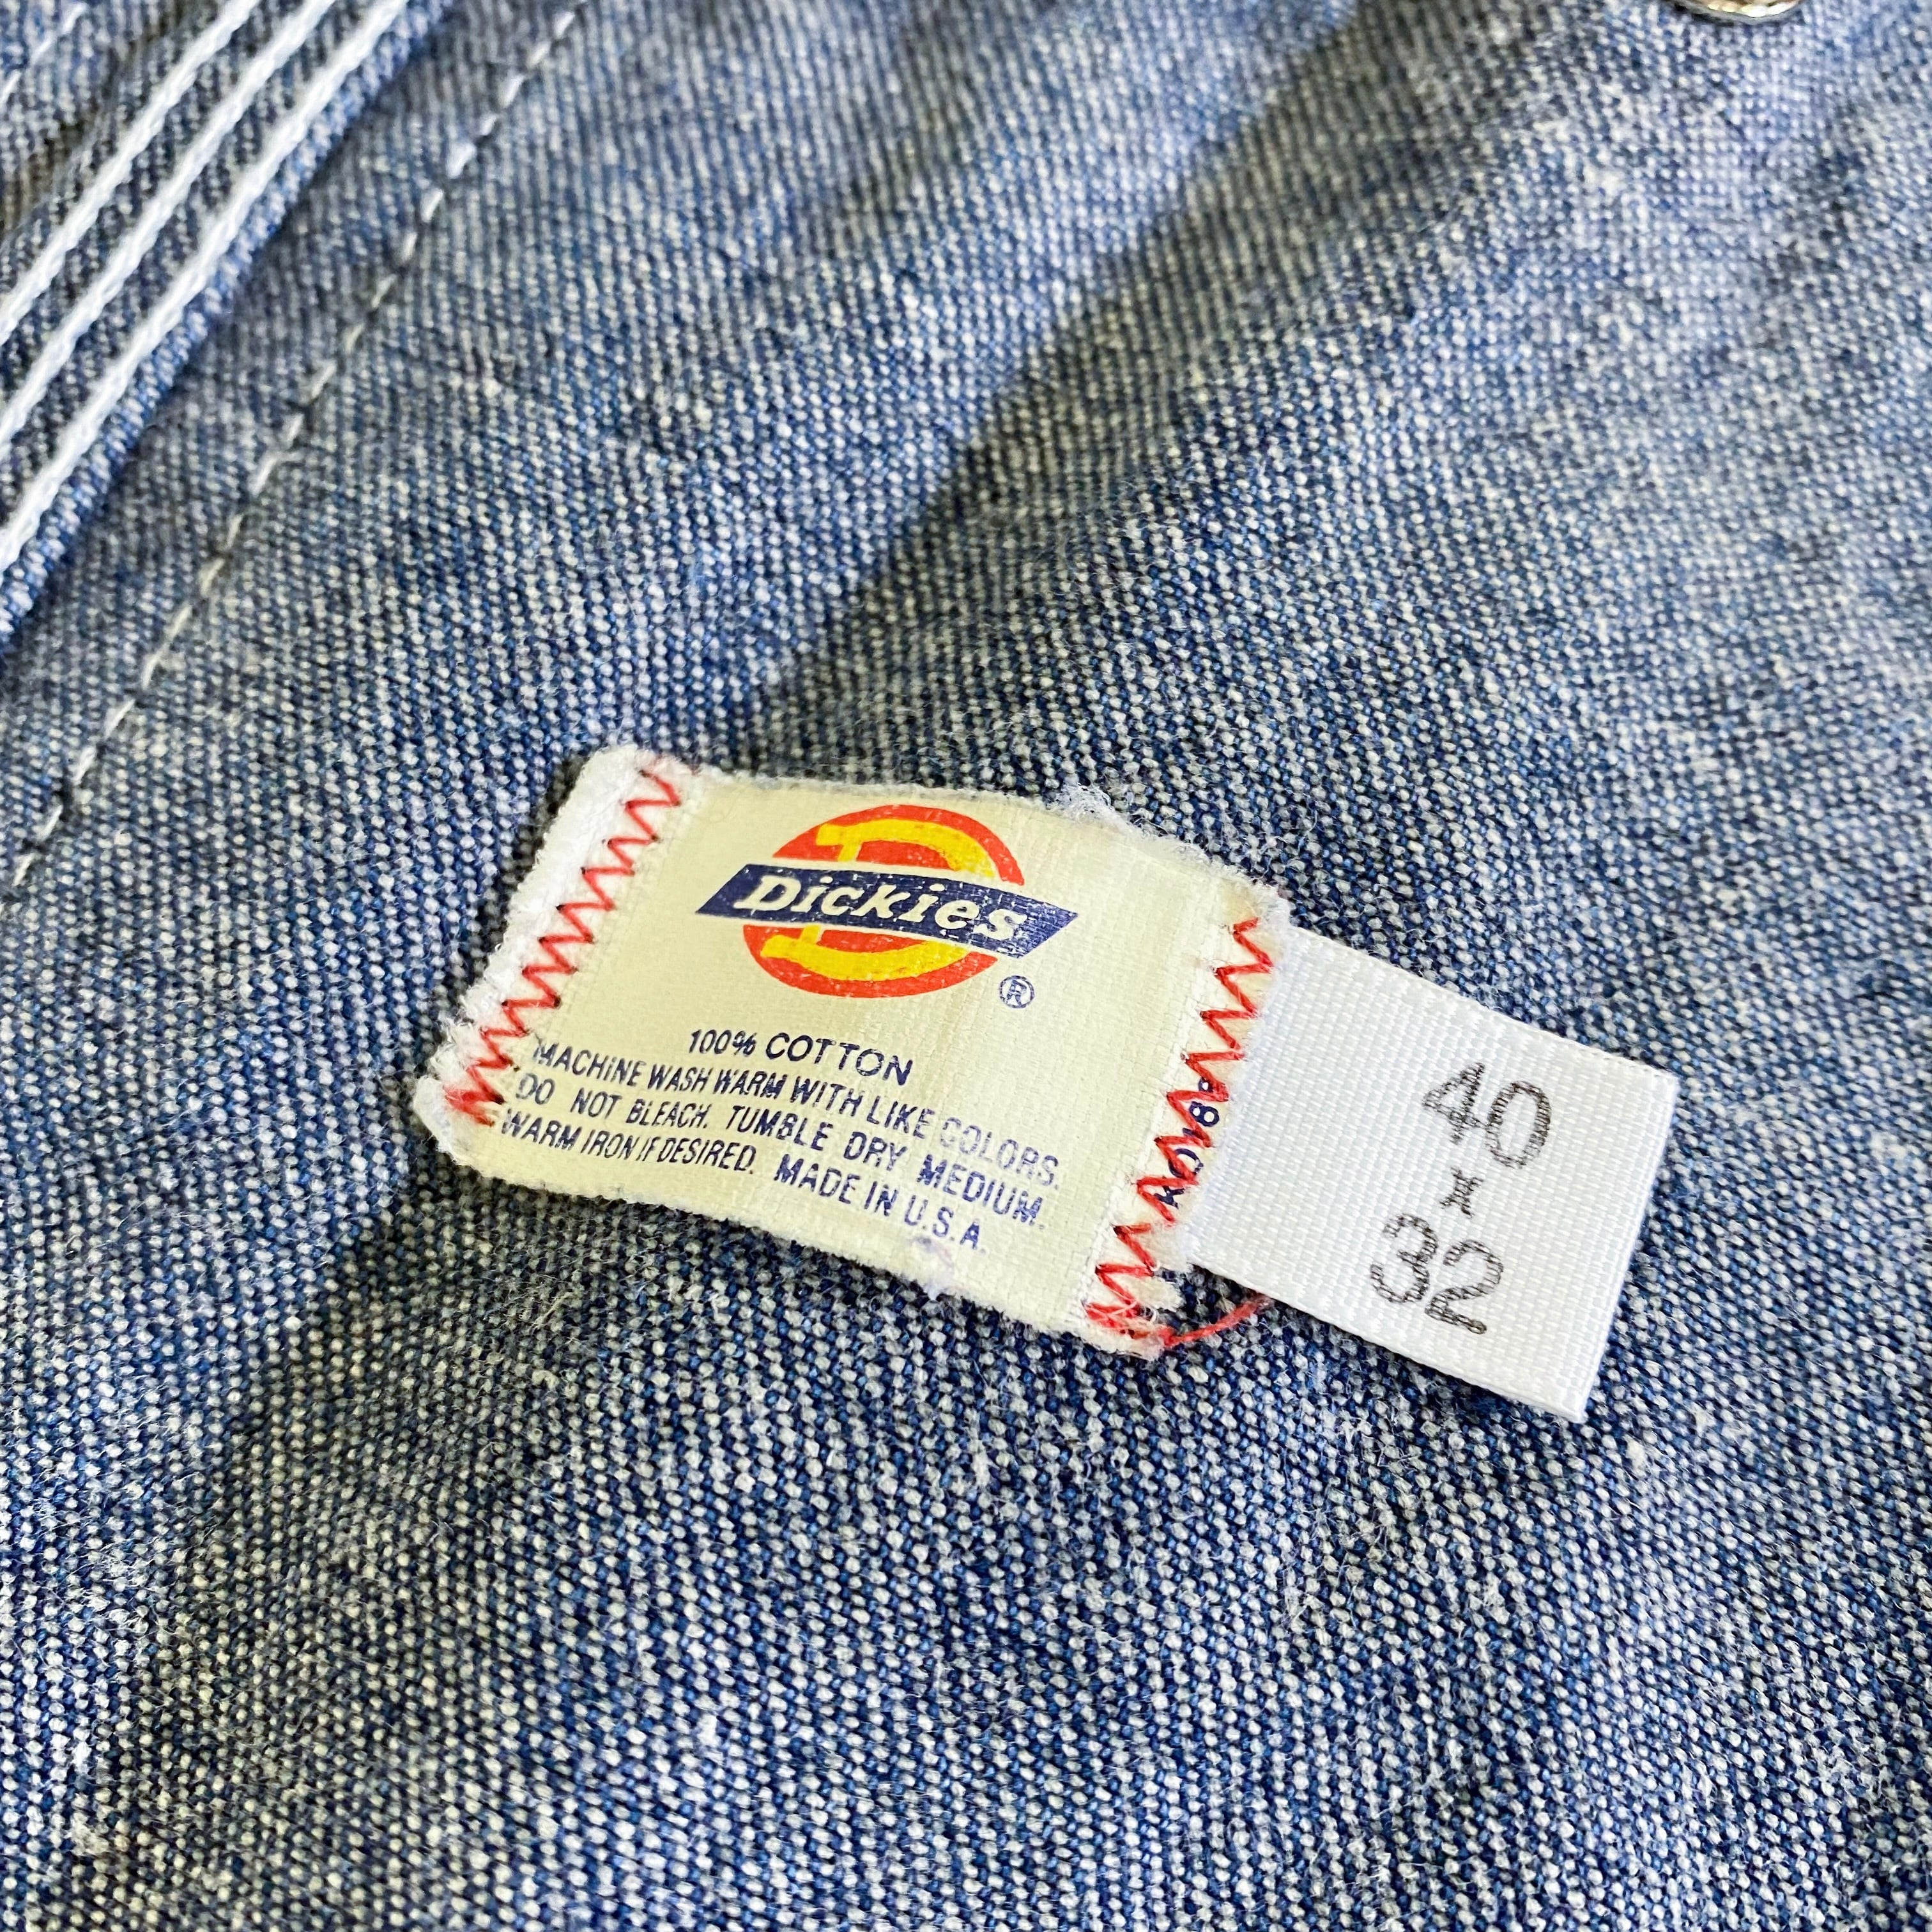 Dickies
®
100% COTTON
MACHINE WASH WARM WITH LIKE COLORS.
DO NOT BLEACH. TUMBLE DRY MEDIUM.
WARM IRON IF DESIRED. MADE IN U.S.A.
40
x
32